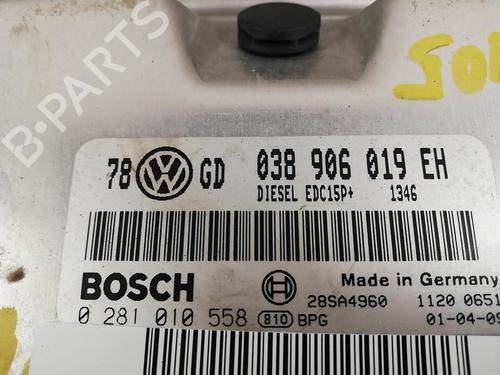 B-PARTS
78 GD 038 906 019 EH
DIESEL EDC15P+ 1346
BOSCH
Made in Germany
28SA4960 1120 0651
0 281 010 558 810 BPG 01-04-09